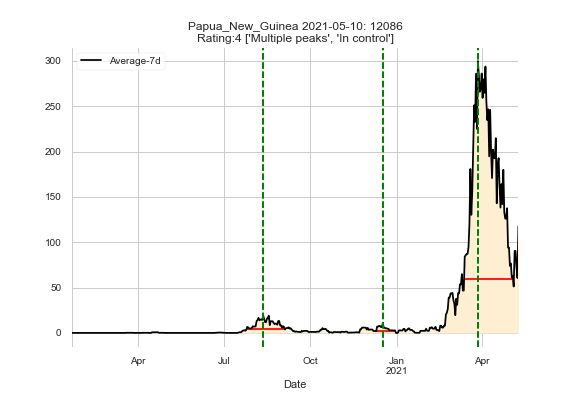 Papua_New_Guinea 2021-05-10: 12086
Rating:4 ['Multiple peaks', 'In control']
Average-7d
300
250
200
150
100
50
0
Apr
Jul
Oct
Jan
2021
Apr
Date